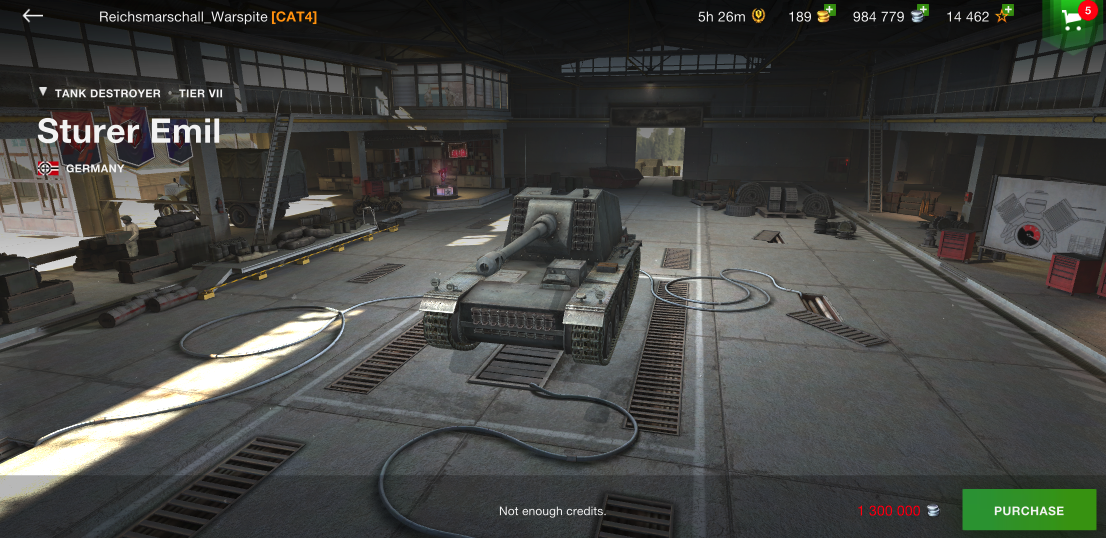 Reichsmarschall_Warspite [CAT4]
5h 26m
189
984 779
14 462
5
TANK DESTROYER • TIER VII
Sturer Emil
GERMANY
Not enough credits.
1 300 000
PURCHASE